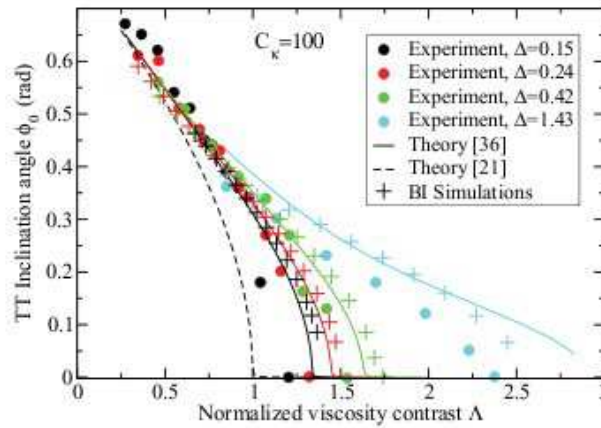 C_κ=100
Experiment, Δ=0.15
Experiment, Δ=0.24
Experiment, Δ=0.42
Experiment, Δ=1.43
Theory [36]
Theory [21]
BI Simulations
TT Inclination angle ϕ₀ (rad)
0.6
0.5
0.4
0.3
0.2
0.1
0
0 0.5 1 1.5 2 2.5 3
Normalized viscosity contrast Λ